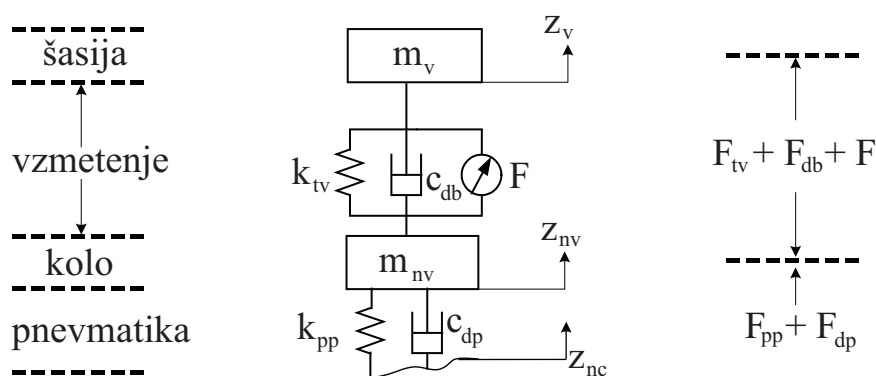 šasija
vzmetenje
kolo
pnevmatika
m_v
z_v
k_tv
c_db
F
m_nv
z_nv
k_pp
c_dp
z_nc
F_tv + F_db + F
F_pp + F_dp